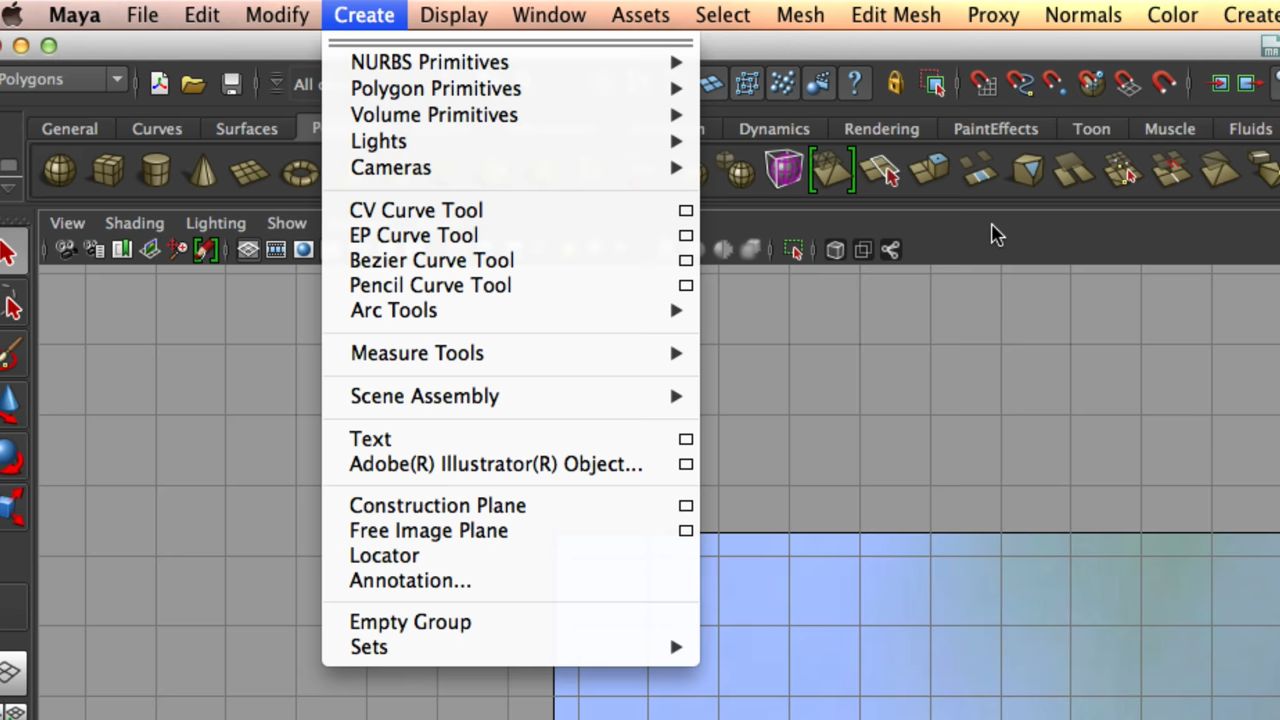 Maya File Edit Modify Create Display Window Assets Select Mesh Edit Mesh Proxy Normals Color Create
Polygons
All
General Curves Surfaces Dynamics Rendering PaintEffects Toon Muscle Fluids
View Shading Lighting Show
NURBS Primitives
Polygon Primitives
Volume Primitives
Lights
Cameras
CV Curve Tool
EP Curve Tool
Bezier Curve Tool
Pencil Curve Tool
Arc Tools
Measure Tools
Scene Assembly
Text
Adobe(R) Illustrator(R) Object...
Construction Plane
Free Image Plane
Locator
Annotation...
Empty Group
Sets